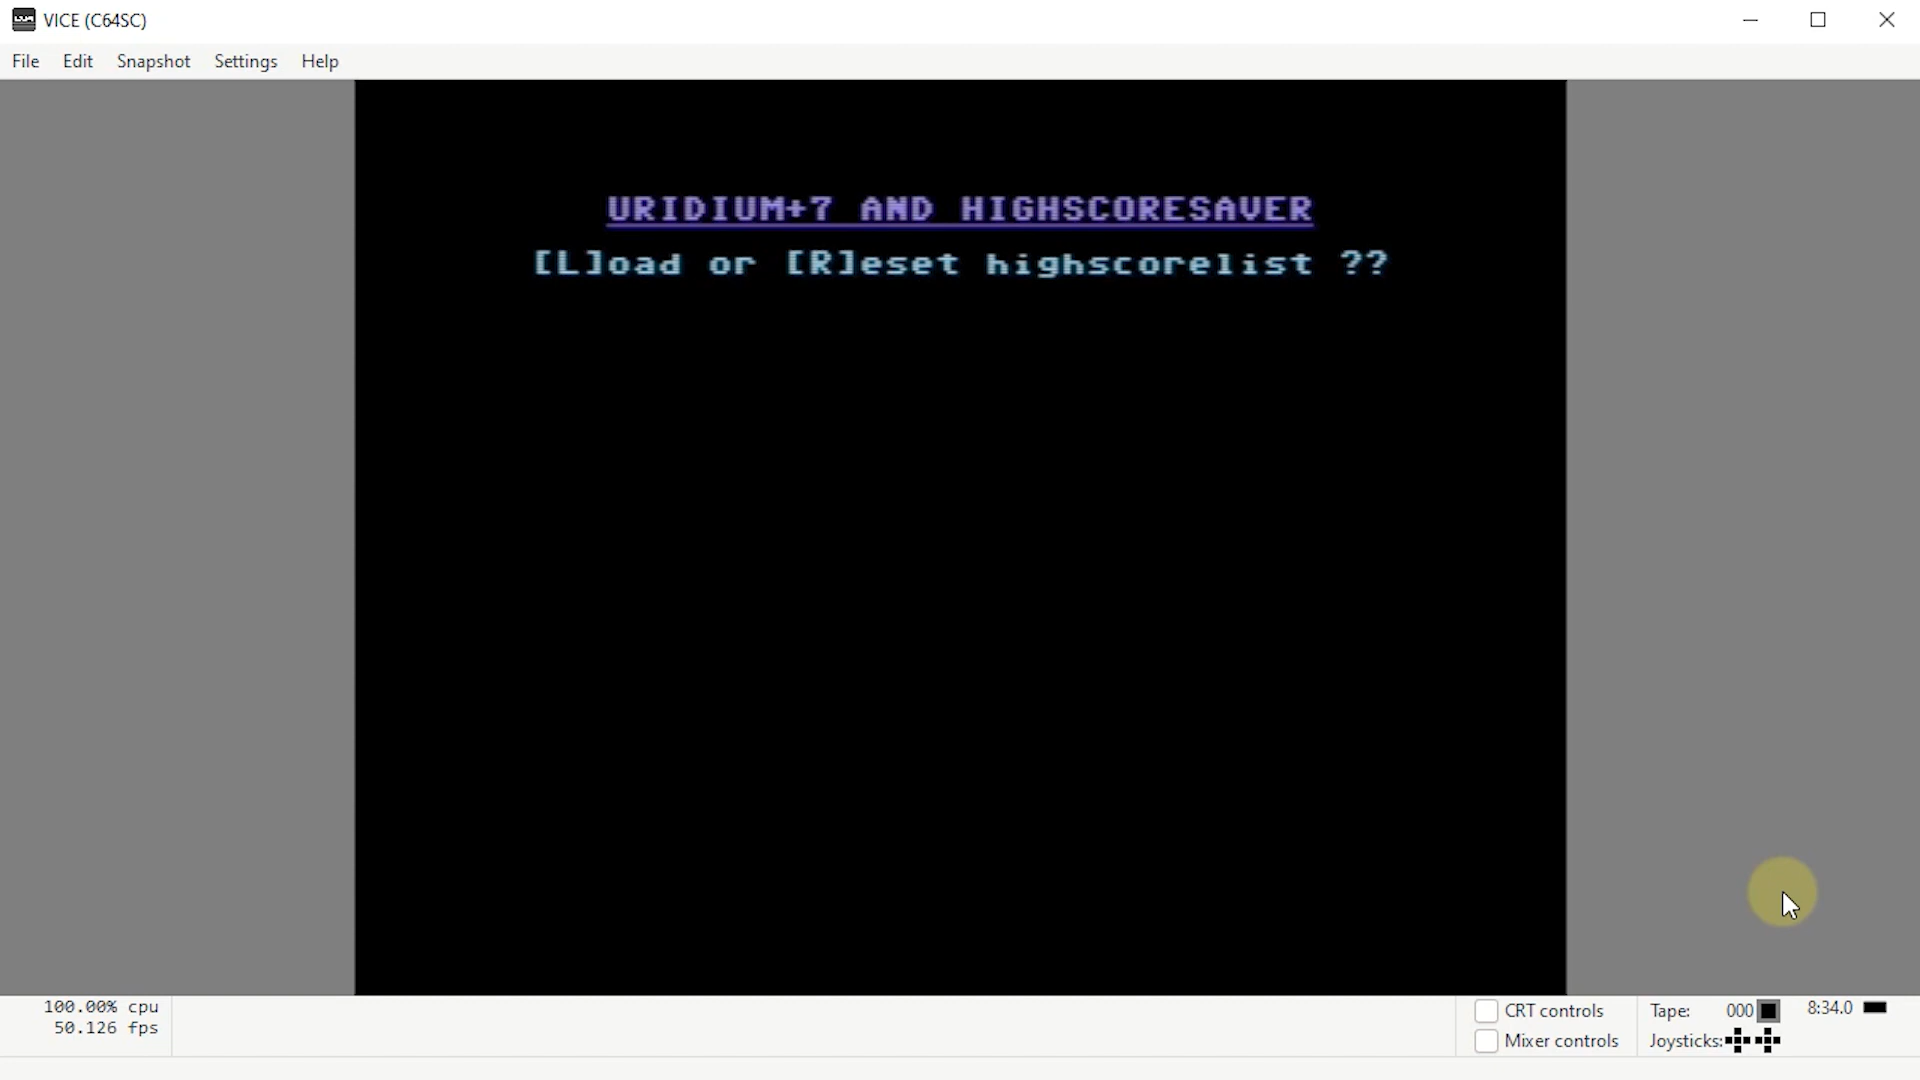 VICE (C64SC)
File Edit Snapshot Settings Help
URIDIUM+7 AND HIGHSCORESAVER
[L]oad or [R]eset highscorelist ??
100.00% cpu
50.126 fps
CRT controls
Mixer controls
Tape: 000
Joysticks:
8:34.0